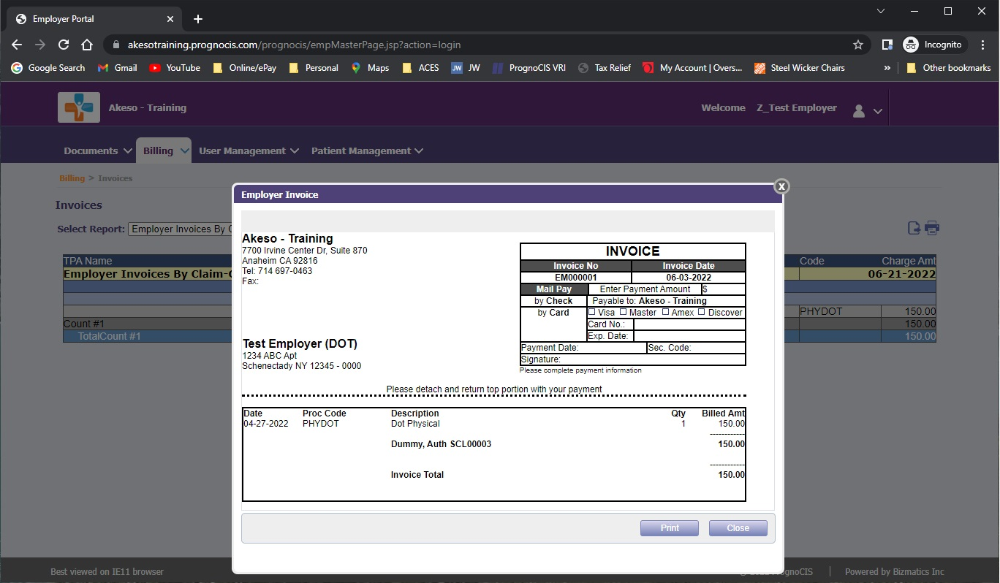 Employer Portal
akesotraining.prognocis.com/prognocis/empMasterPage.jsp?action=login
Incognito
Google Search Gmail YouTube Online/ePay Personal Maps ACES JW JW PrognoCIS VRI Tax Relief My Account | Overs... Steel Wicker Chairs » Other bookmarks
Akeso - Training
Welcome Z_Test Employer
Documents Billing User Management Patient Management
Billing > Invoices
Invoices
Select Report: Employer Invoices By
TPA Name Code Charge Amt
Employer Invoices By Claim- 06-21-2022
PHYDOT 150.00
Count #1 150.00
TotalCount #1 150.00
Employer Invoice
X
Akeso - Training
7700 Irvine Center Dr, Suite 870
Anaheim CA 92816
Tel: 714 697-0463
Fax:
INVOICE
Invoice No Invoice Date
EM000001 06-03-2022
Mail Pay Enter Payment Amount $
by Check Payable to: Akeso - Training
by Card Visa Master Amex Discover
Card No.:
Exp. Date:
Payment Date: Sec. Code:
Signature:
Please complete payment information
Test Employer (DOT)
1234 ABC Apt
Schenectady NY 12345 - 0000
Please detach and return top portion with your payment
Date Proc Code Description Qty Billed Amt
04-27-2022 PHYDOT Dot Physical 1 150.00
------------
Dummy, Auth SCL00003 150.00
------------
Invoice Total 150.00
Print Close
Best viewed on IE11 browser
PrognoCIS | Powered by Bizmatics Inc